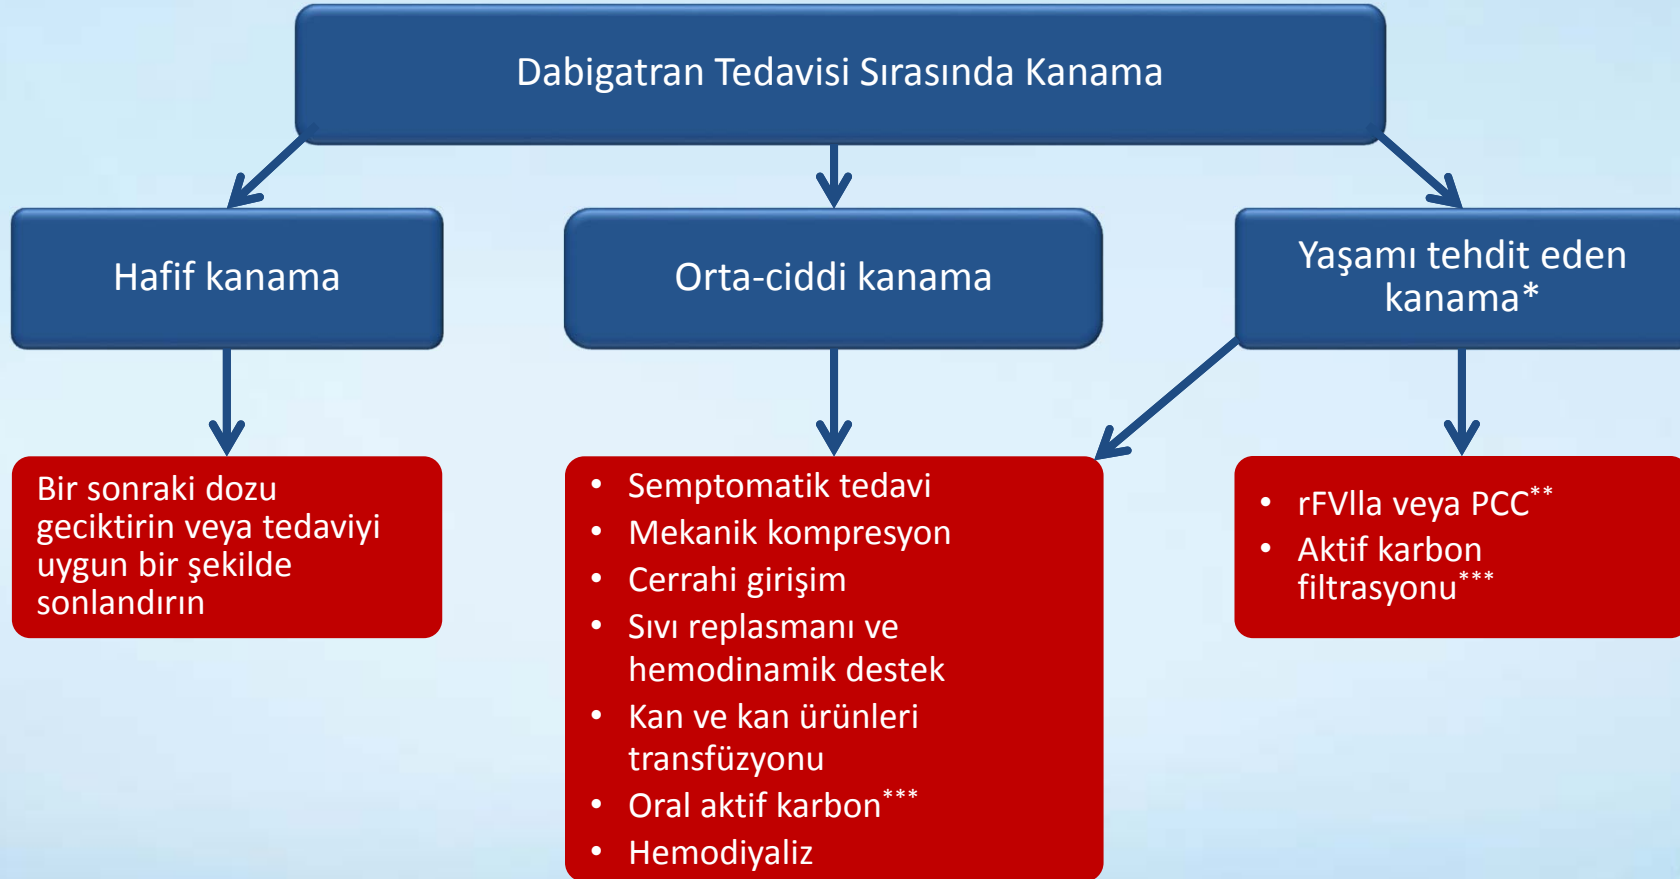 Dabigatran Tedavisi Sırasında Kanama
Hafif kanama
Orta-ciddi kanama
Yaşamı tehdit eden
kanama*
Bir sonraki dozu
geciktirin veya tedaviyi
uygun bir şekilde
sonlandırın
• Semptomatik tedavi
• Mekanik kompresyon
• Cerrahi girişim
• Sıvı replasmanı ve
hemodinamik destek
• Kan ve kan ürünleri
transfüzyonu
• Oral aktif karbon***
• Hemodiyaliz
• rFVlla veya PCC**
• Aktif karbon
filtrasyonu***